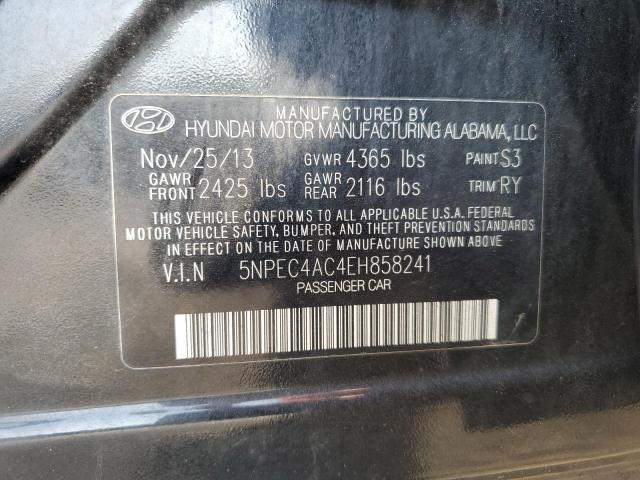 MANUFACTURED BY
HYUNDAI MOTOR MANUFACTURING ALABAMA, LLC
Nov/25/13 GVWR 4365 lbs PAINT S3
GAWR FRONT 2425 lbs GAWR REAR 2116 lbs TRIM RY
THIS VEHICLE CONFORMS TO ALL APPLICABLE U.S.A. FEDERAL
MOTOR VEHICLE SAFETY, BUMPER, AND THEFT PREVENTION STANDARDS
IN EFFECT ON THE DATE OF MANUFACTURE SHOWN ABOVE
V.I.N 5NPEC4AC4EH858241
PASSENGER CAR